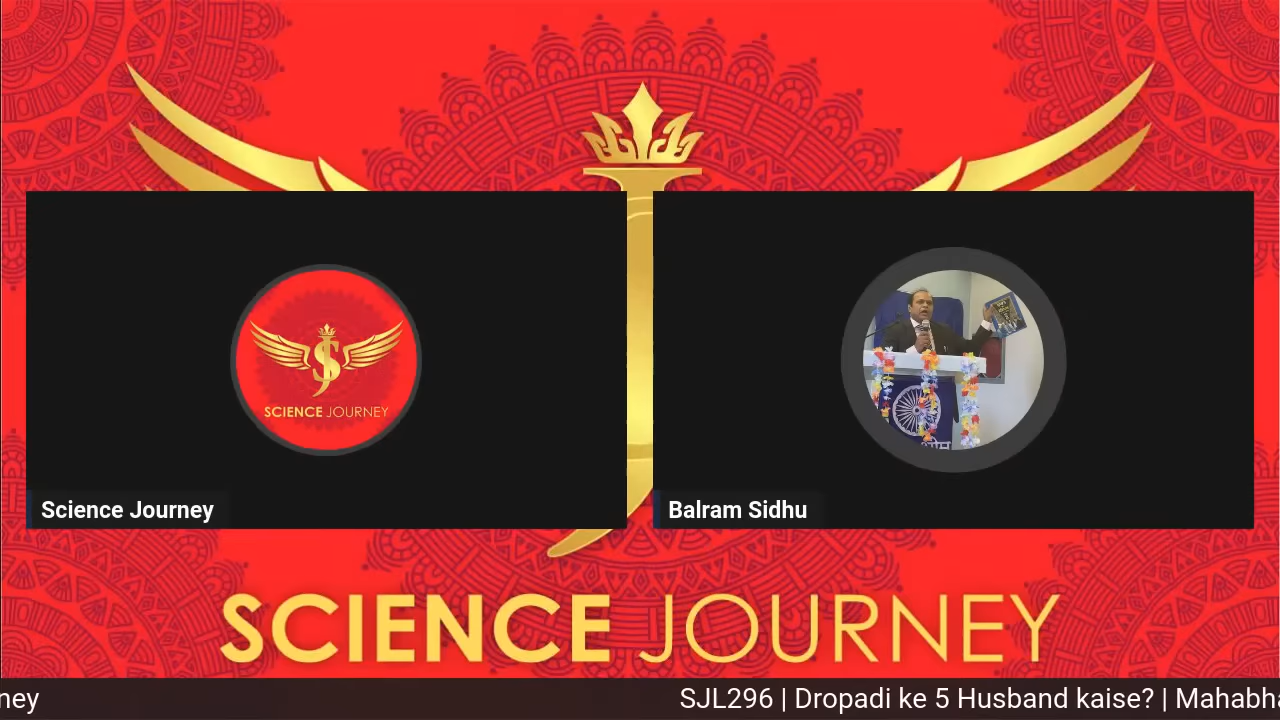 SCIENCE JOURNEY
Science Journey
Balram Sidhu
SCIENCE JOURNEY
ney
SJL296 | Dropadi ke 5 Husband kaise? | Mahabha